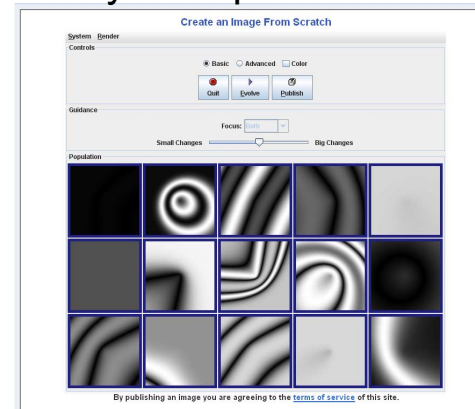 Create an Image From Scratch
System Render
Controls
Basic Advanced Color
Quit Evolve Publish
Guidance
Focus:
Small Changes Big Changes
Population
By publishing an image you are agreeing to the terms of service of this site.